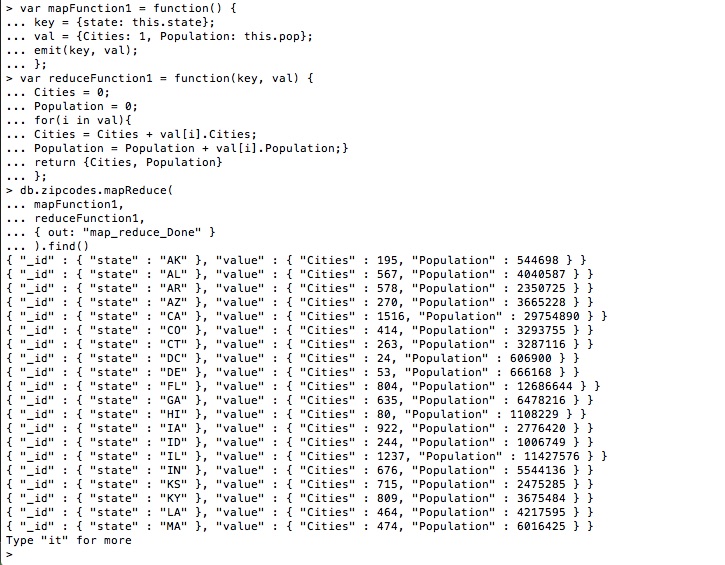 > var mapFunction1 = function() {
... key = {state: this.state};
... val = {Cities: 1, Population: this.pop};
... emit(key, val);
... };
> var reduceFunction1 = function(key, val) {
... Cities = 0;
... Population = 0;
... for(i in val){
... Cities = Cities + val[i].Cities;
... Population = Population + val[i].Population;}
... return {Cities, Population}
... };
> db.zipcodes.mapReduce(
... mapFunction1,
... reduceFunction1,
... { out: "map_reduce_Done" }
... ).find()
{ "_id" : { "state" : "AK" }, "value" : { "Cities" : 195, "Population" : 544698 } }
{ "_id" : { "state" : "AL" }, "value" : { "Cities" : 567, "Population" : 4040587 } }
{ "_id" : { "state" : "AR" }, "value" : { "Cities" : 578, "Population" : 2350725 } }
{ "_id" : { "state" : "AZ" }, "value" : { "Cities" : 270, "Population" : 3665228 } }
{ "_id" : { "state" : "CA" }, "value" : { "Cities" : 1516, "Population" : 29754890 } }
{ "_id" : { "state" : "CO" }, "value" : { "Cities" : 414, "Population" : 3293755 } }
{ "_id" : { "state" : "CT" }, "value" : { "Cities" : 263, "Population" : 3287116 } }
{ "_id" : { "state" : "DC" }, "value" : { "Cities" : 24, "Population" : 606900 } }
{ "_id" : { "state" : "DE" }, "value" : { "Cities" : 53, "Population" : 666168 } }
{ "_id" : { "state" : "FL" }, "value" : { "Cities" : 804, "Population" : 12686644 } }
{ "_id" : { "state" : "GA" }, "value" : { "Cities" : 635, "Population" : 6478216 } }
{ "_id" : { "state" : "HI" }, "value" : { "Cities" : 80, "Population" : 1108229 } }
{ "_id" : { "state" : "IA" }, "value" : { "Cities" : 922, "Population" : 2776420 } }
{ "_id" : { "state" : "ID" }, "value" : { "Cities" : 244, "Population" : 1006749 } }
{ "_id" : { "state" : "IL" }, "value" : { "Cities" : 1237, "Population" : 11427576 } }
{ "_id" : { "state" : "IN" }, "value" : { "Cities" : 676, "Population" : 5544136 } }
{ "_id" : { "state" : "KS" }, "value" : { "Cities" : 715, "Population" : 2475285 } }
{ "_id" : { "state" : "KY" }, "value" : { "Cities" : 809, "Population" : 3675484 } }
{ "_id" : { "state" : "LA" }, "value" : { "Cities" : 464, "Population" : 4217595 } }
{ "_id" : { "state" : "MA" }, "value" : { "Cities" : 474, "Population" : 6016425 } }
Type "it" for more
>